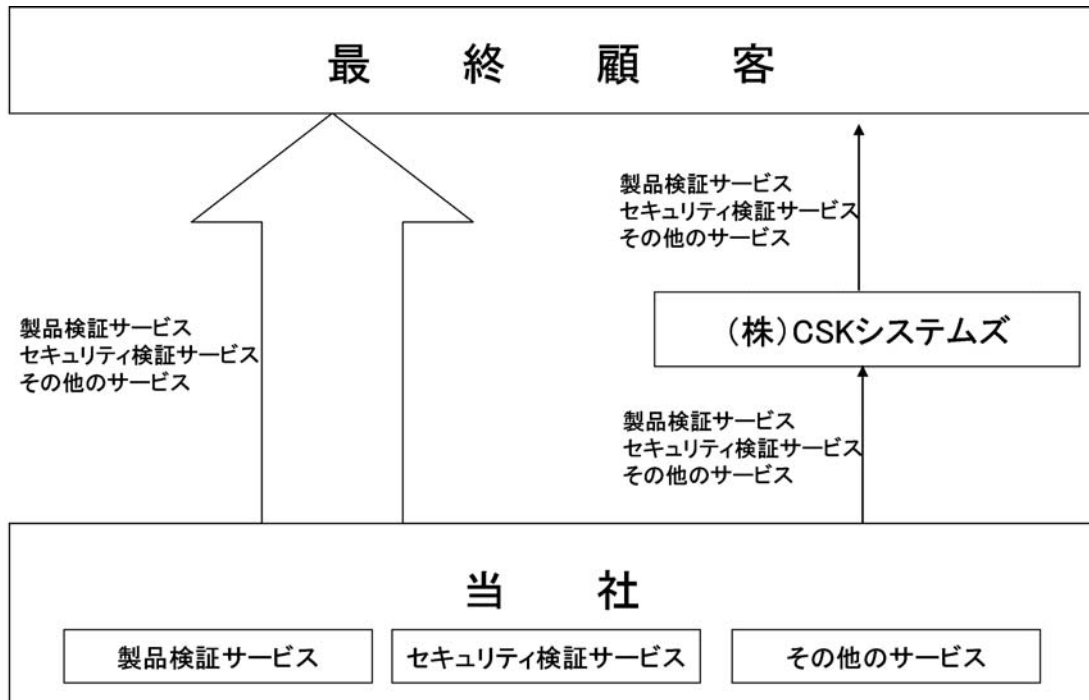 最終顧客
製品検証サービス
セキュリティ検証サービス
その他のサービス
(株)CSKシステムズ
製品検証サービス
セキュリティ検証サービス
その他のサービス
製品検証サービス
セキュリティ検証サービス
その他のサービス
当社
製品検証サービス
セキュリティ検証サービス
その他のサービス